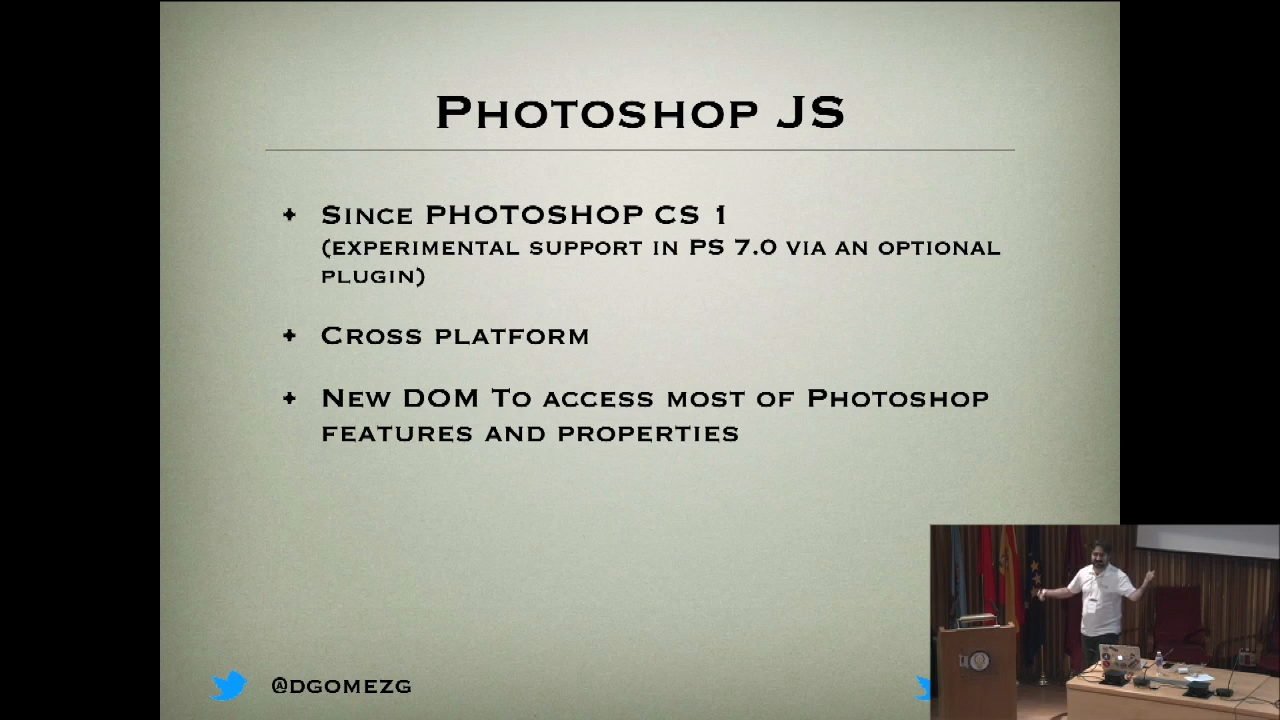 Photoshop JS
+ Since PHOTOSHOP CS 1
(experimental support in PS 7.0 via an optional
plugin)
+ Cross platform
+ New DOM To access most of Photoshop
features and properties
@dgomezg